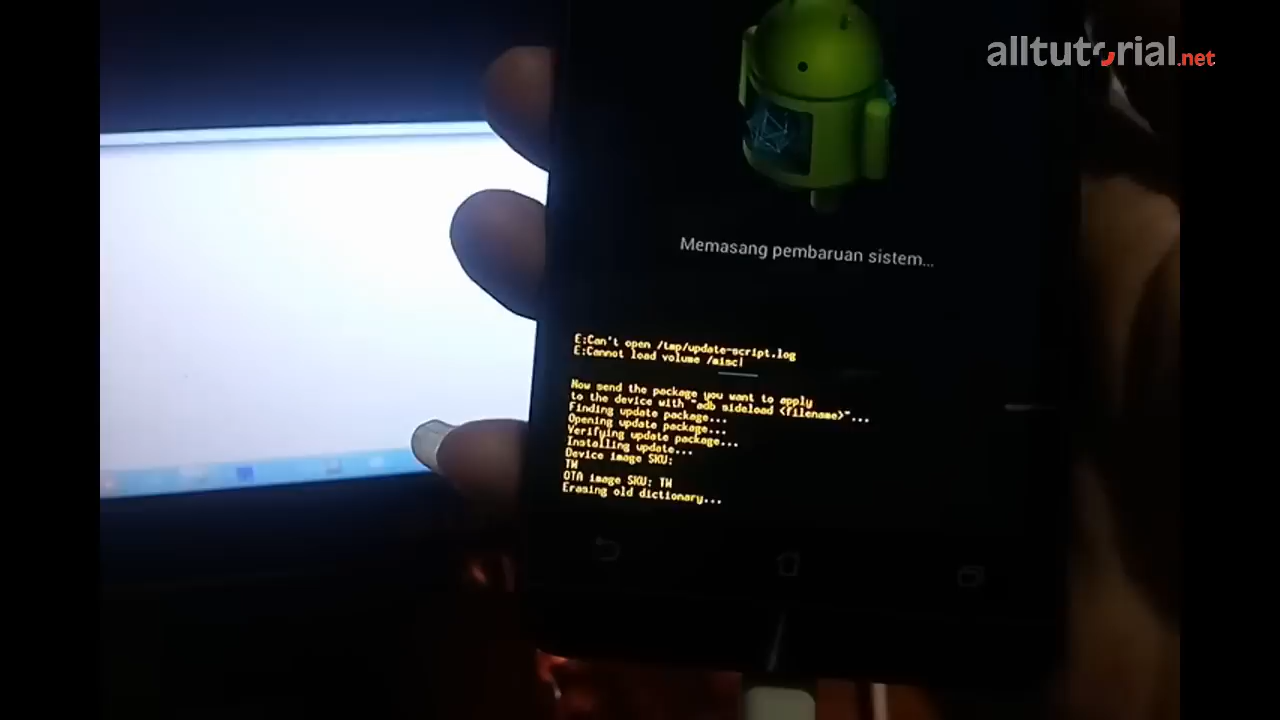 alltutorial.net
Memasang pembaruan sistem...
E:Can't open /tmp/update-script.log
E:Cannot load volume /misc!
Now send the package you want to apply
to the device with "adb sideload <filename>"...
Finding update package...
Opening update package...
Verifying update package...
Installing update...
Device image SKU:
TW
OTA image SKU: TW
Erasing old dictionary...